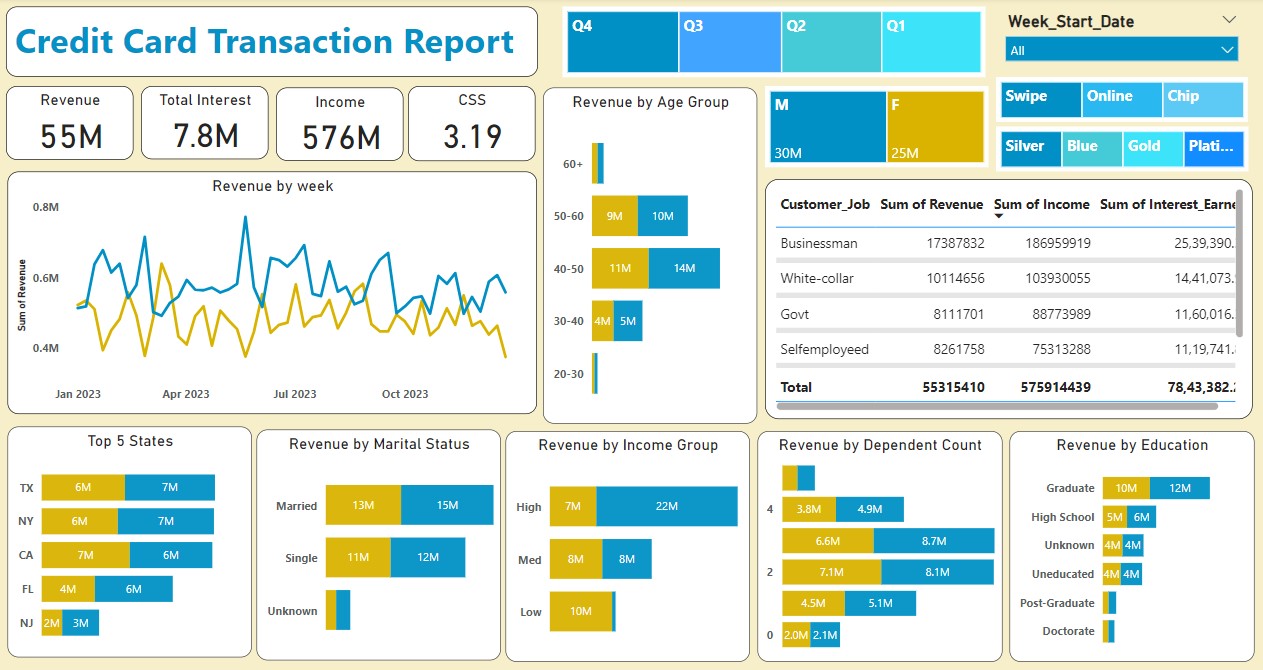 Credit Card Transaction Report
Q4
Q3
Q2
Q1
Week_Start_Date
All
Revenue
55M
Total Interest
7.8M
Income
576M
CSS
3.19
Revenue by Age Group
60+
50-60
9M
10M
40-50
11M
14M
30-40
4M
5M
20-30
M
30M
F
25M
Swipe
Online
Chip
Silver
Blue
Gold
Plati...
Revenue by week
Sum of Revenue
0.8M
0.6M
0.4M
Jan 2023
Apr 2023
Jul 2023
Oct 2023
Customer_Job Sum of Revenue Sum of Income Sum of Interest_Earne
Businessman 17387832 186959919 25,39,390.
White-collar 10114656 103930055 14,41,073.
Govt 8111701 88773989 11,60,016.
Selfemployeed 8261758 75313288 11,19,741.
Total 55315410 575914439 78,43,382.
Top 5 States
TX 6M 7M
NY 6M 7M
CA 7M 6M
FL 4M 6M
NJ 2M 3M
Revenue by Marital Status
Married 13M 15M
Single 11M 12M
Unknown
Revenue by Income Group
High 7M 22M
Med 8M 8M
Low 10M
Revenue by Dependent Count
4 3.8M 4.9M
6.6M 8.7M
2 7.1M 8.1M
4.5M 5.1M
0 2.0M 2.1M
Revenue by Education
Graduate 10M 12M
High School 5M 6M
Unknown 4M 4M
Uneducated 4M 4M
Post-Graduate
Doctorate